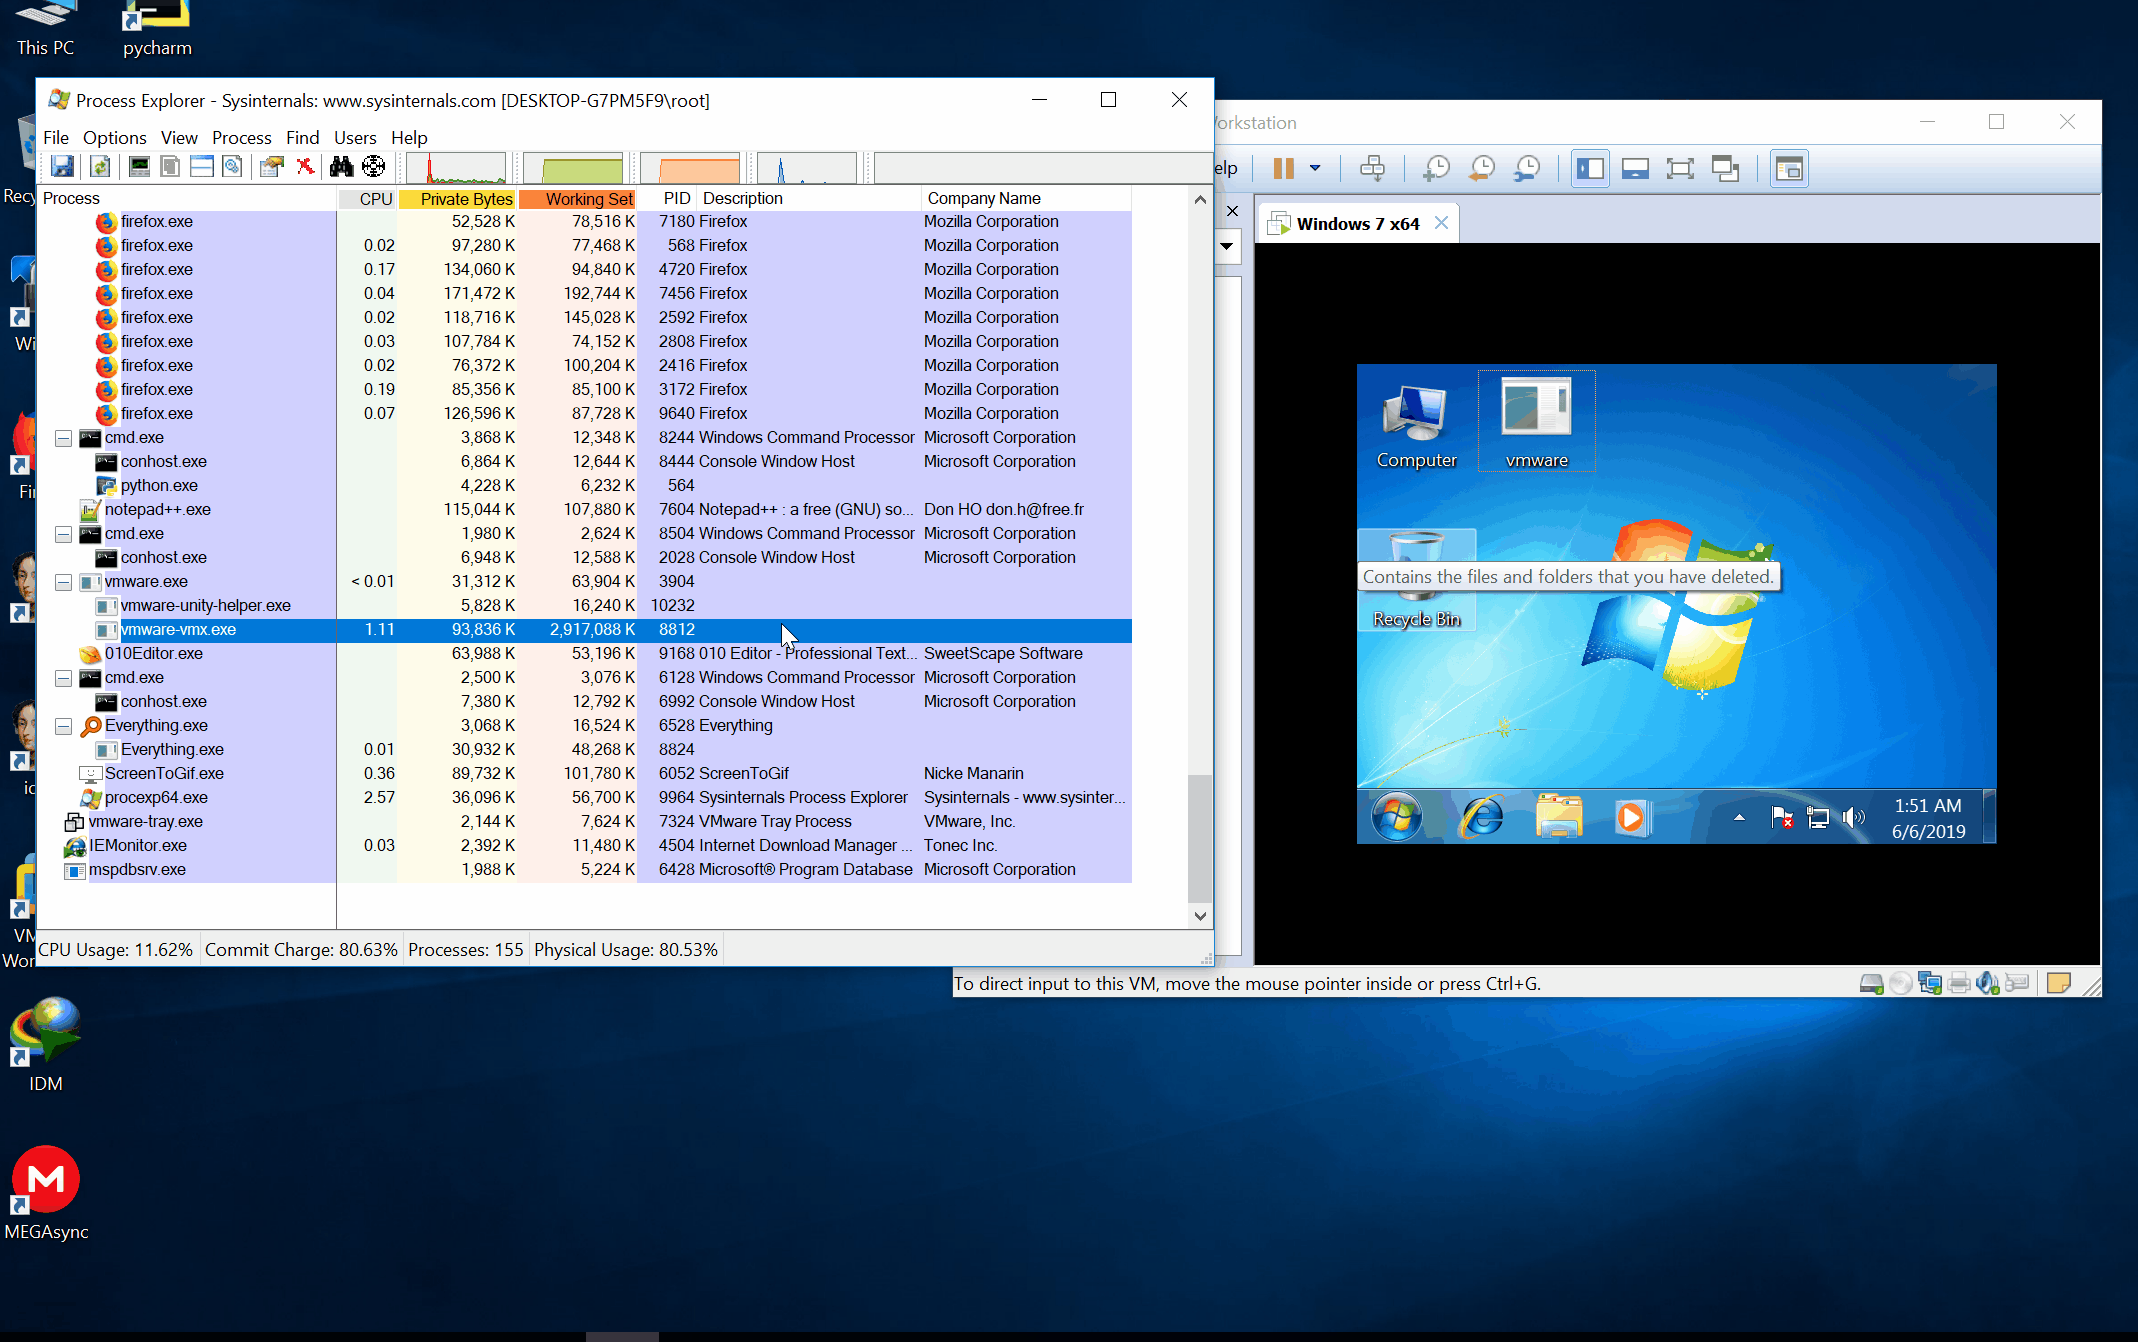 This PC
pycharm
Process Explorer - Sysinternals: www.sysinternals.com [DESKTOP-G7PM5F9\root]
File Options View Process Find Users Help
Process CPU Private Bytes Working Set PID Description Company Name
firefox.exe 52,528 K 78,516 K 7180 Firefox Mozilla Corporation
firefox.exe 0.02 97,280 K 77,468 K 568 Firefox Mozilla Corporation
firefox.exe 0.17 134,060 K 94,840 K 4720 Firefox Mozilla Corporation
firefox.exe 0.04 171,472 K 192,744 K 7456 Firefox Mozilla Corporation
firefox.exe 0.02 118,716 K 145,028 K 2592 Firefox Mozilla Corporation
firefox.exe 0.03 107,784 K 74,152 K 2808 Firefox Mozilla Corporation
firefox.exe 0.02 76,372 K 100,204 K 2416 Firefox Mozilla Corporation
firefox.exe 0.19 85,356 K 85,100 K 3172 Firefox Mozilla Corporation
firefox.exe 0.07 126,596 K 87,728 K 9640 Firefox Mozilla Corporation
cmd.exe 3,868 K 12,348 K 8244 Windows Command Processor Microsoft Corporation
conhost.exe 6,864 K 12,644 K 8444 Console Window Host Microsoft Corporation
python.exe 4,228 K 6,232 K 564
notepad++.exe 115,044 K 107,880 K 7604 Notepad++ : a free (GNU) so... Don HO don.h@free.fr
cmd.exe 1,980 K 2,624 K 8504 Windows Command Processor Microsoft Corporation
conhost.exe 6,948 K 12,588 K 2028 Console Window Host Microsoft Corporation
vmware.exe < 0.01 31,312 K 63,904 K 3904
vmware-unity-helper.exe 5,828 K 16,240 K 10232
vmware-vmx.exe 1.11 93,836 K 2,917,088 K 8812
010Editor.exe 63,988 K 53,196 K 9168 010 Editor - Professional Text... SweetScape Software
cmd.exe 2,500 K 3,076 K 6128 Windows Command Processor Microsoft Corporation
conhost.exe 7,380 K 12,792 K 6992 Console Window Host Microsoft Corporation
Everything.exe 3,068 K 16,524 K 6528 Everything
Everything.exe 0.01 30,932 K 48,268 K 8824
ScreenToGif.exe 0.36 89,732 K 101,780 K 6052 ScreenToGif Nicke Manarin
procexp64.exe 2.57 36,096 K 56,700 K 9964 Sysinternals Process Explorer Sysinternals - www.sysinter...
vmware-tray.exe 2,144 K 7,624 K 7324 VMware Tray Process VMware, Inc.
IEMonitor.exe 0.03 2,392 K 11,480 K 4504 Internet Download Manager ... Tonec Inc.
mspdbsrv.exe 1,988 K 5,224 K 6428 Microsoft® Program Database Microsoft Corporation
CPU Usage: 11.62% Commit Charge: 80.63% Processes: 155 Physical Usage: 80.53%
orkstation
elp
Windows 7 x64
Computer
vmware
Contains the files and folders that you have deleted.
Recycle Bin
1:51 AM
6/6/2019
To direct input to this VM, move the mouse pointer inside or press Ctrl+G.
Recy
Wi
Fi
ic
VM
Wor
IDM
M
MEGAsync